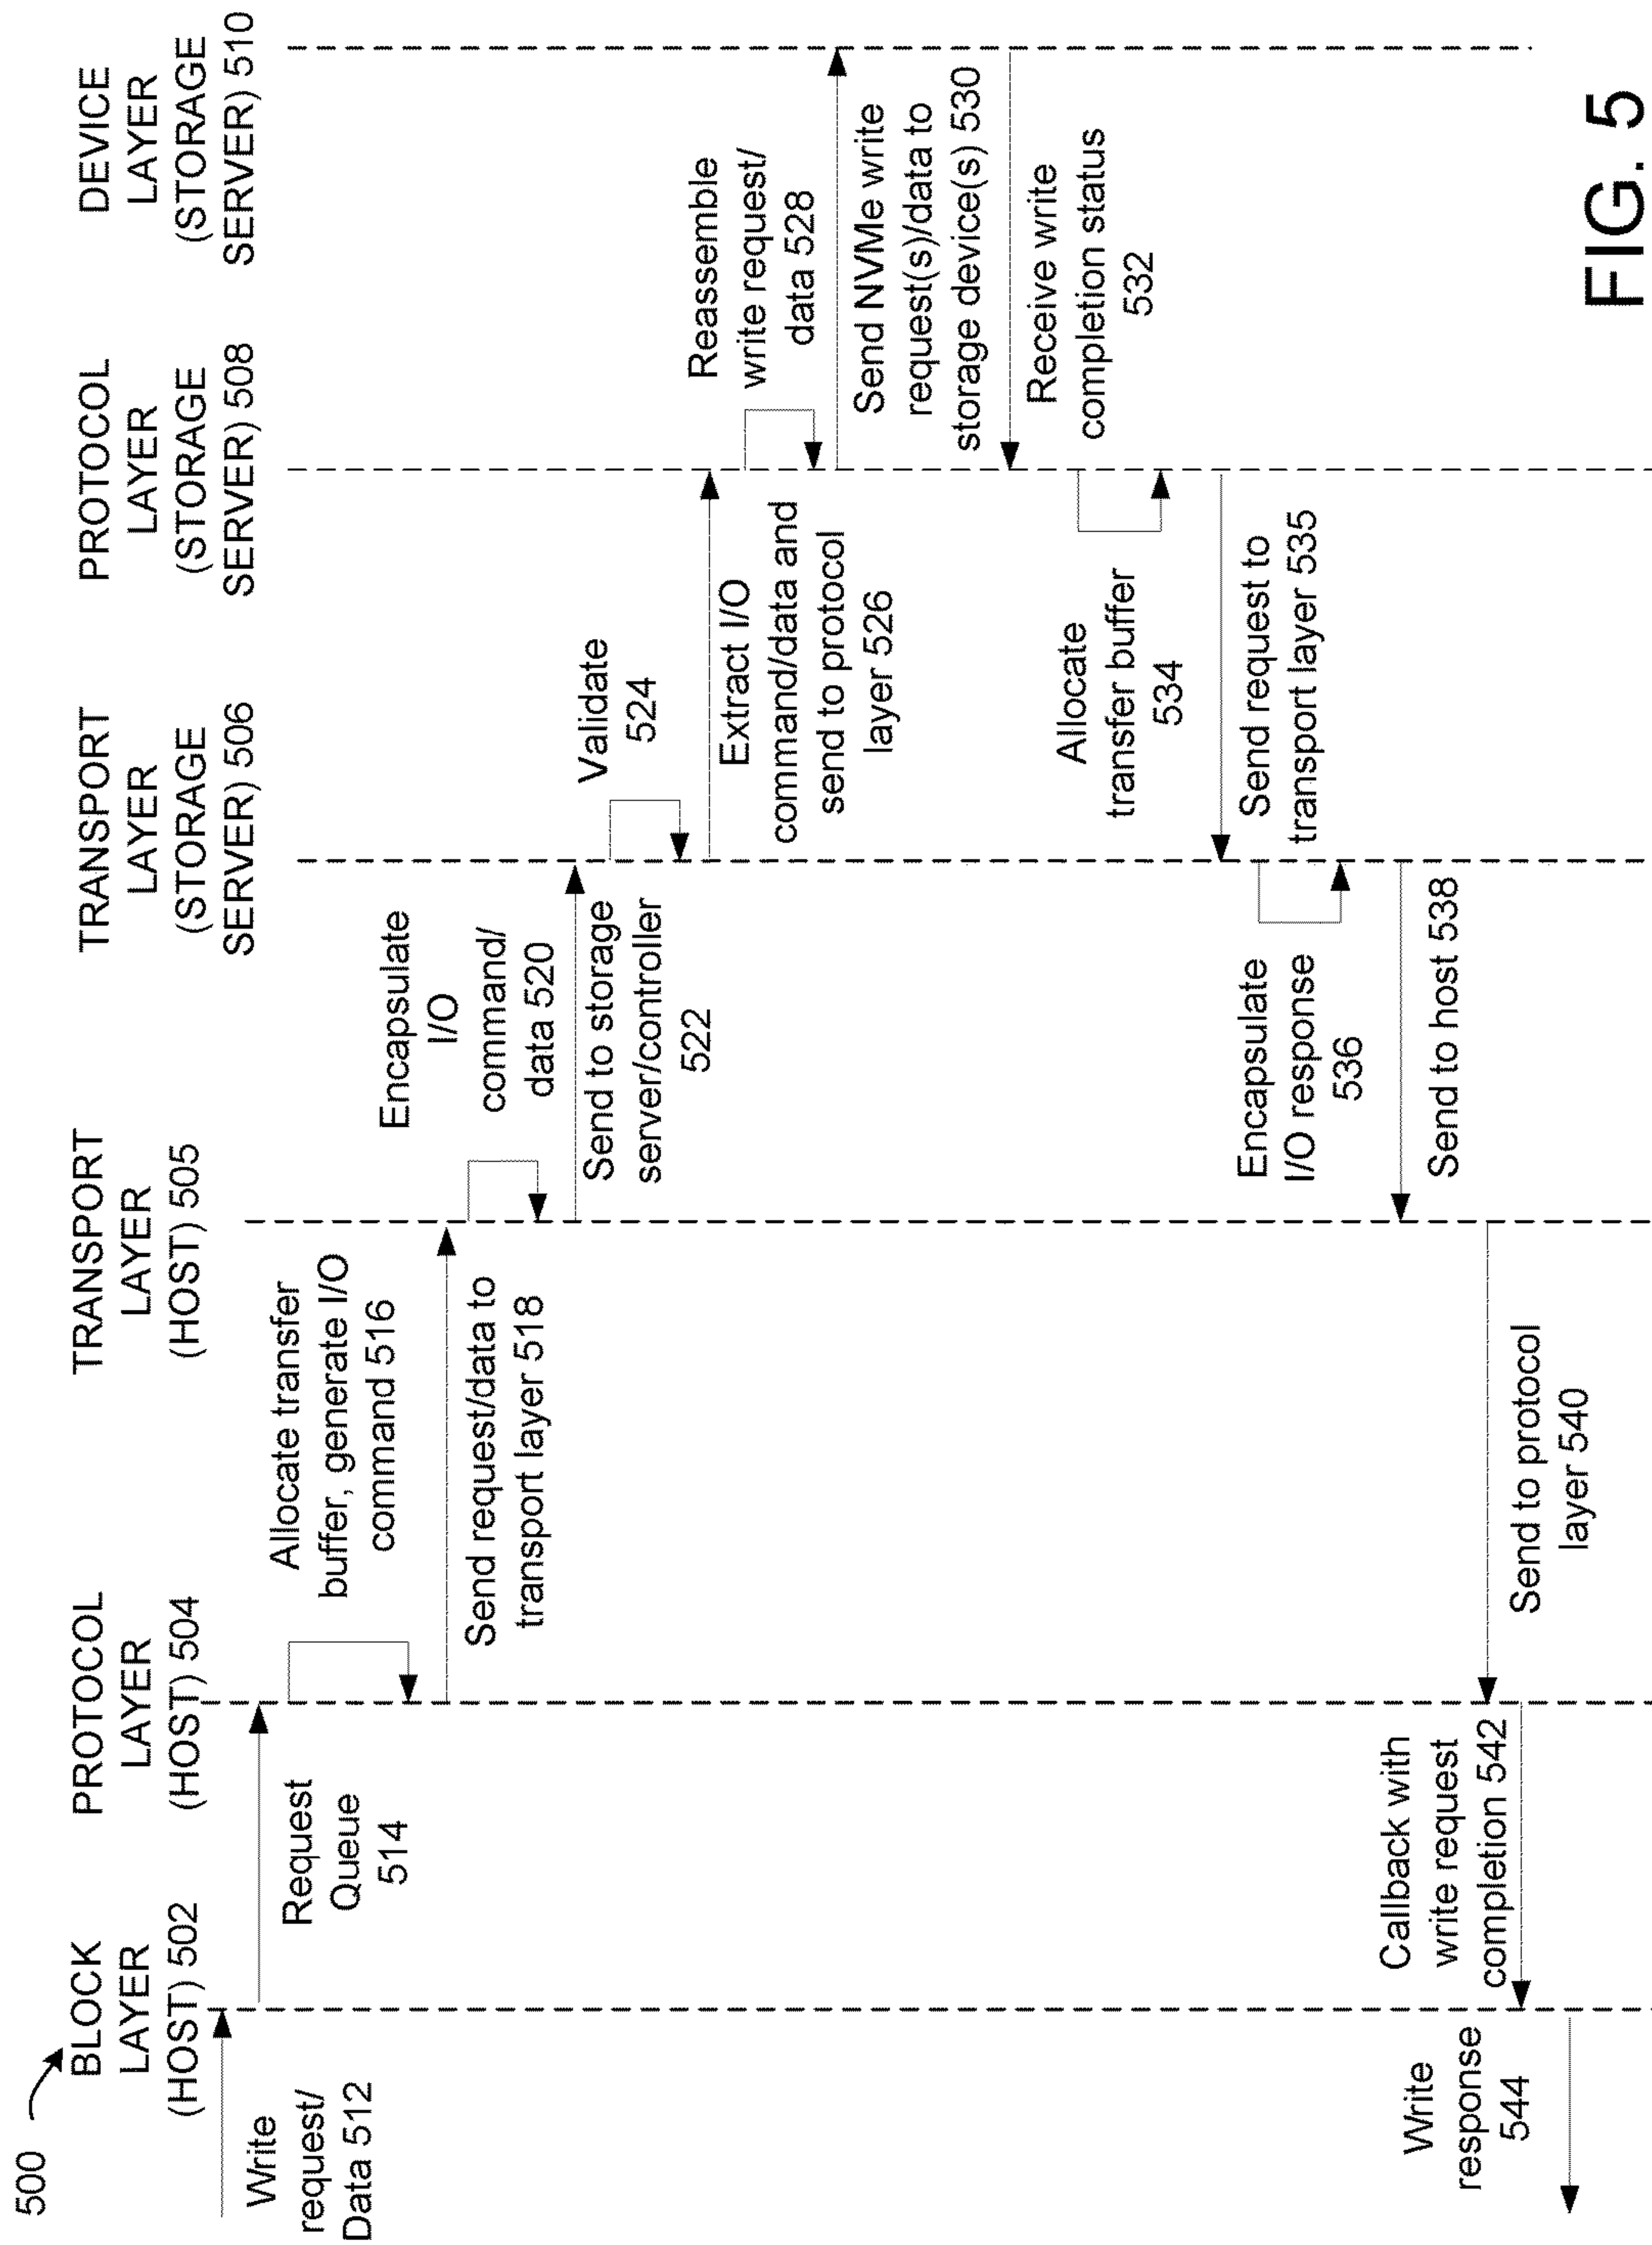 500
BLOCK
LAYER
(HOST) 502
PROTOCOL
LAYER
(HOST) 504
TRANSPORT
LAYER
(HOST) 505
TRANSPORT
LAYER
(STORAGE
SERVER) 506
PROTOCOL
LAYER
(STORAGE
SERVER) 508
DEVICE
LAYER
(STORAGE
SERVER) 510
Write
request/
Data 512
Request
Queue
514
Allocate transfer
buffer, generate I/O
command 516
Send request/data to
transport layer 518
Encapsulate
I/O
command/
data 520
Send to storage
server/controller
522
Validate
524
Extract I/O
command/data and
send to protocol
layer 526
Reassemble
write request/
data 528
Send NVMe write
request(s)/data to
storage device(s) 530
Receive write
completion status
532
Allocate
transfer buffer
534
Send request to
transport layer 535
Encapsulate
I/O response
536
Send to host 538
Send to protocol
layer 540
Callback with
write request
completion 542
Write
response
544
FIG. 5